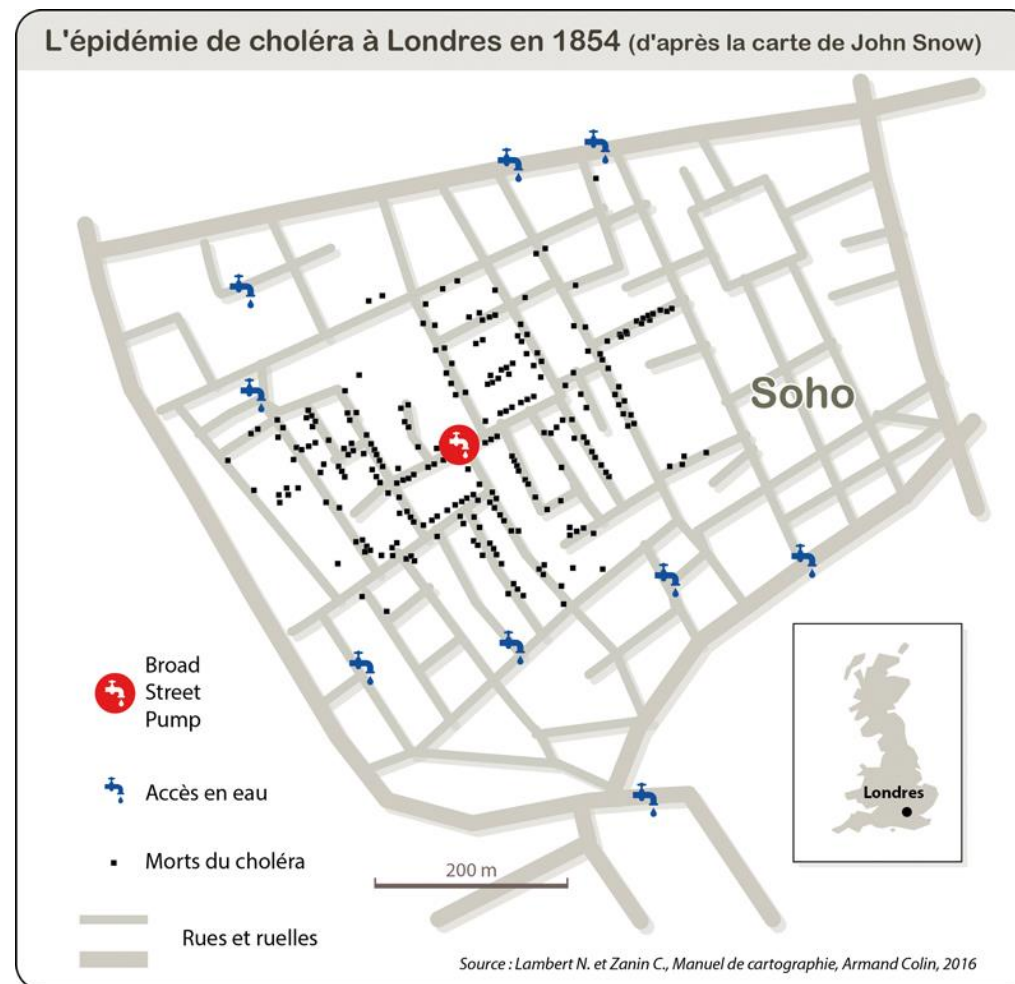 L'épidémie de choléra à Londres en 1854 (d'après la carte de John Snow)
Soho
Broad
Street
Pump
Accès en eau
Morts du choléra
Rues et ruelles
200 m
Londres
Source : Lambert N. et Zanin C., Manuel de cartographie, Armand Colin, 2016